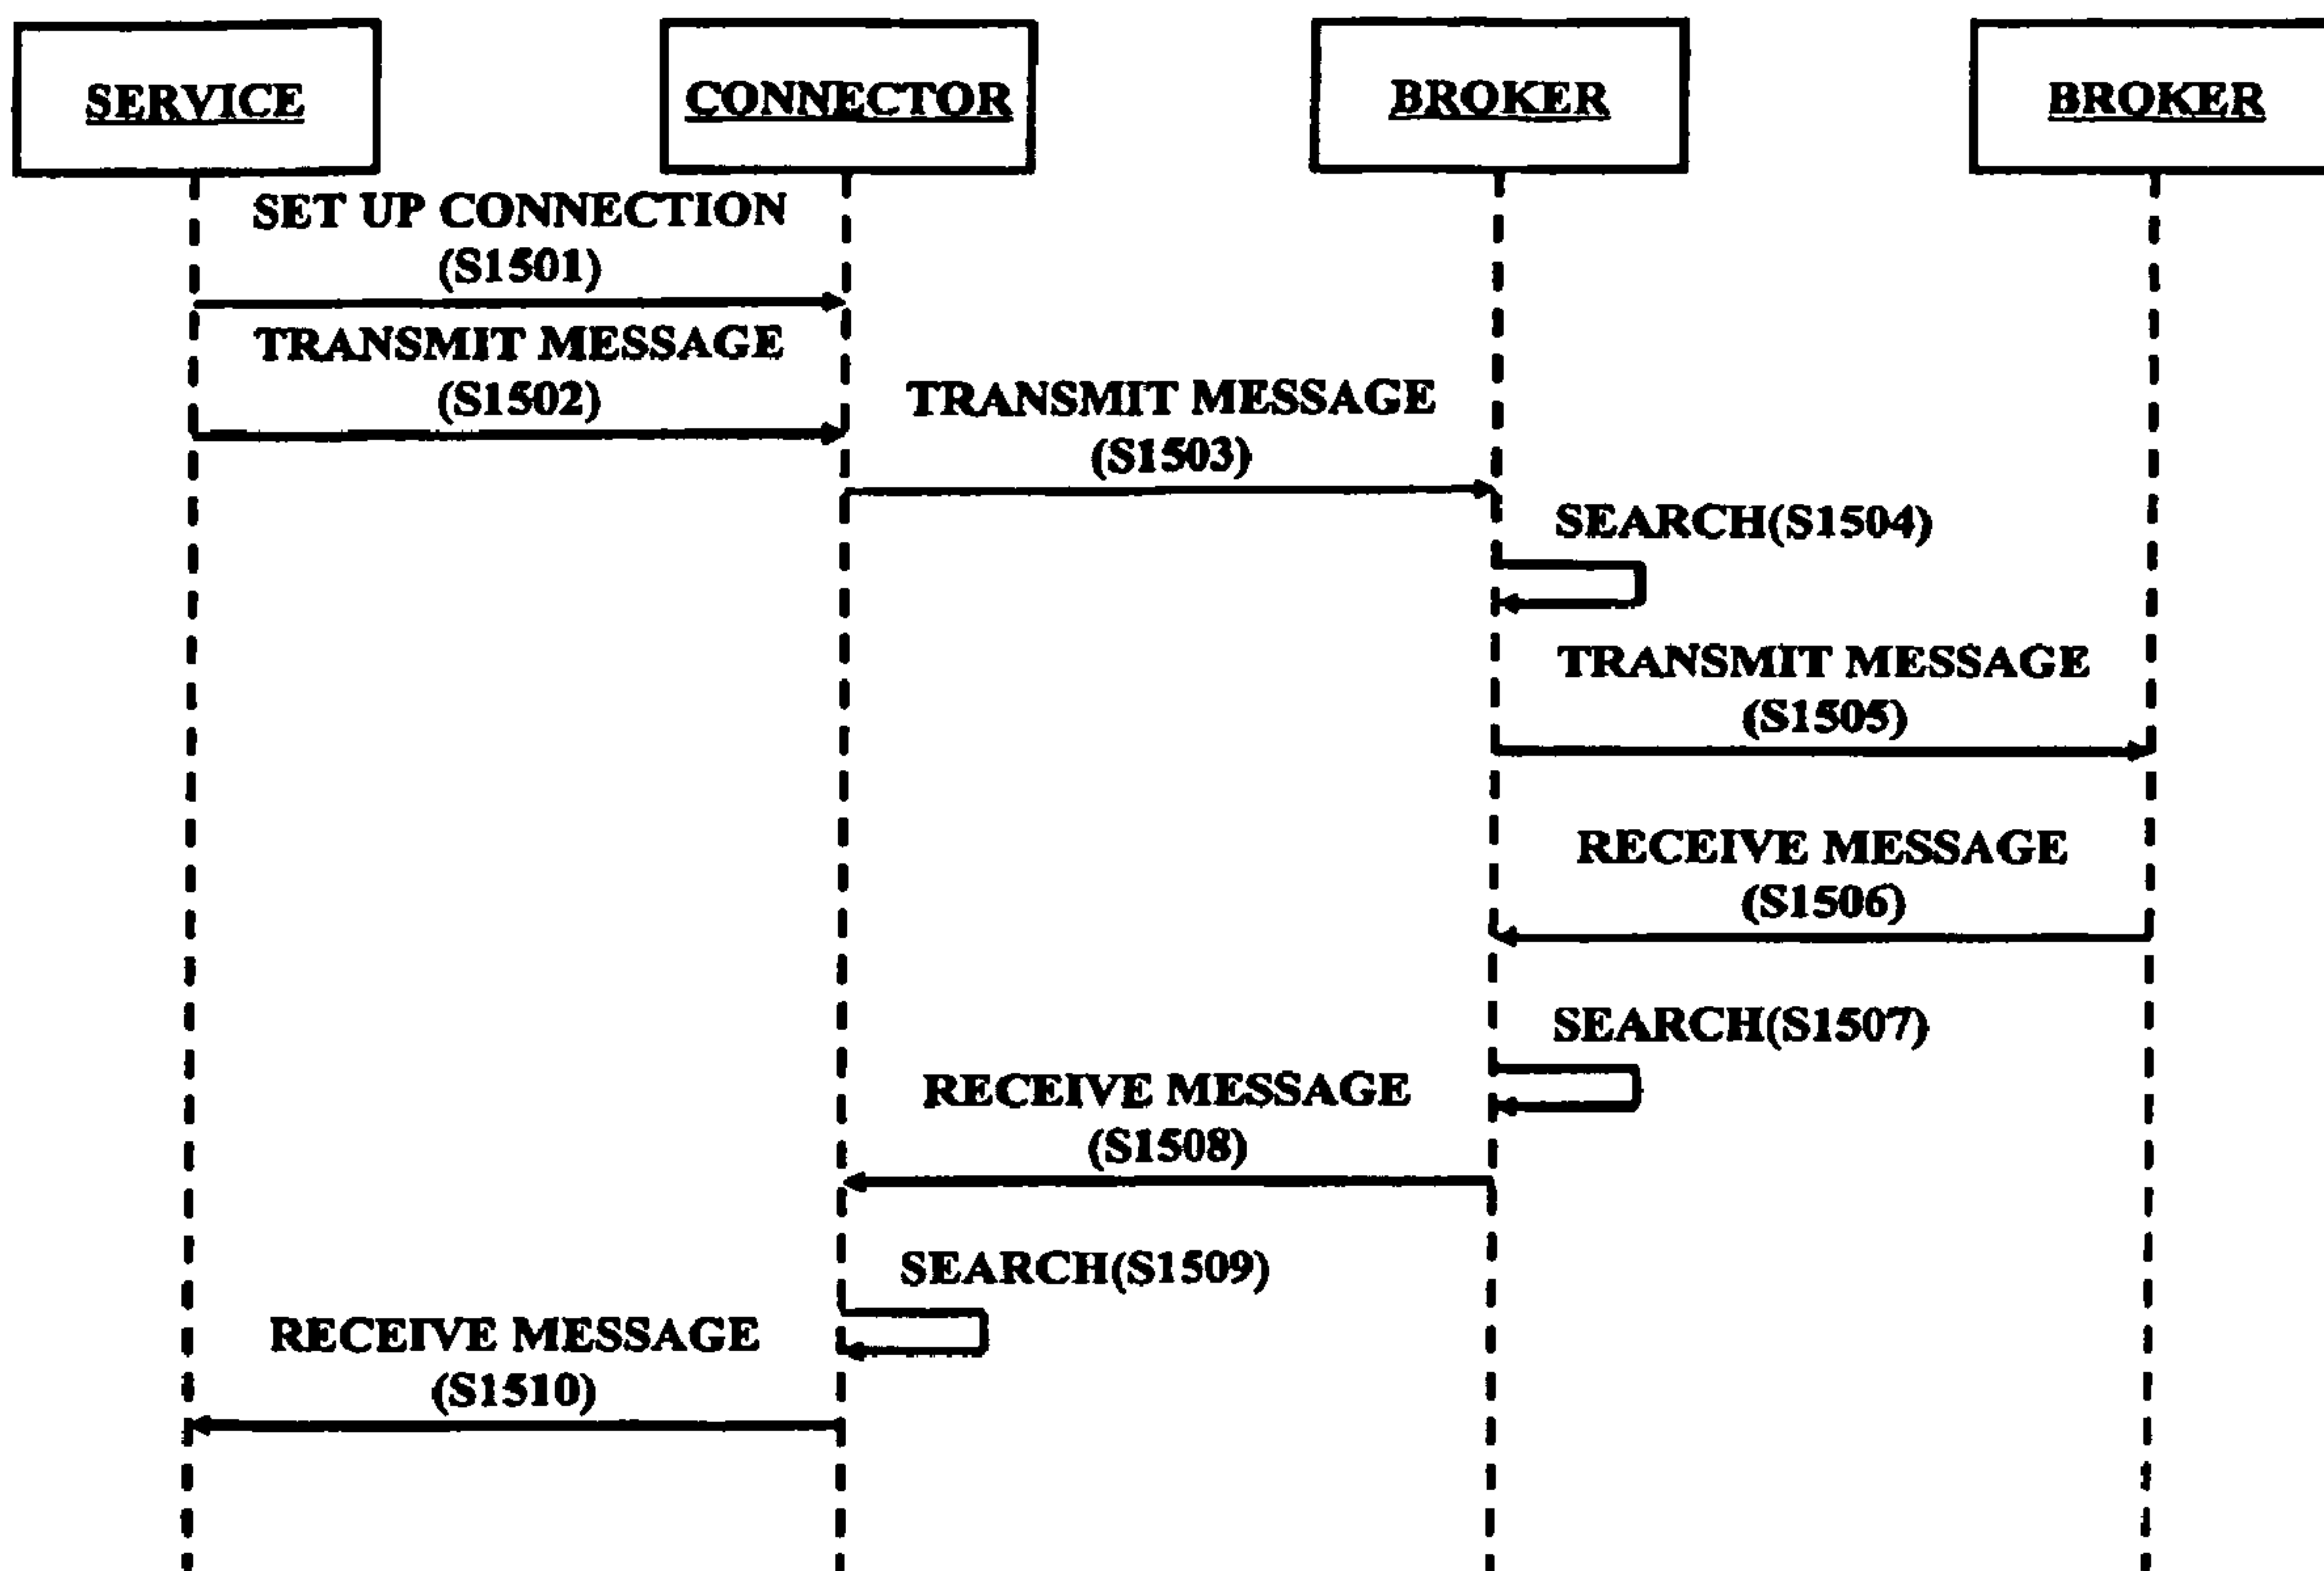 SERVICE
CONNECTOR
BROKER
BROKER
SET UP CONNECTION
(S1501)
TRANSMIT MESSAGE
(S1502)
TRANSMIT MESSAGE
(S1503)
SEARCH(S1504)
TRANSMIT MESSAGE
(S1505)
RECEIVE MESSAGE
(S1506)
SEARCH(S1507)
RECEIVE MESSAGE
(S1508)
SEARCH(S1509)
RECEIVE MESSAGE
(S1510)